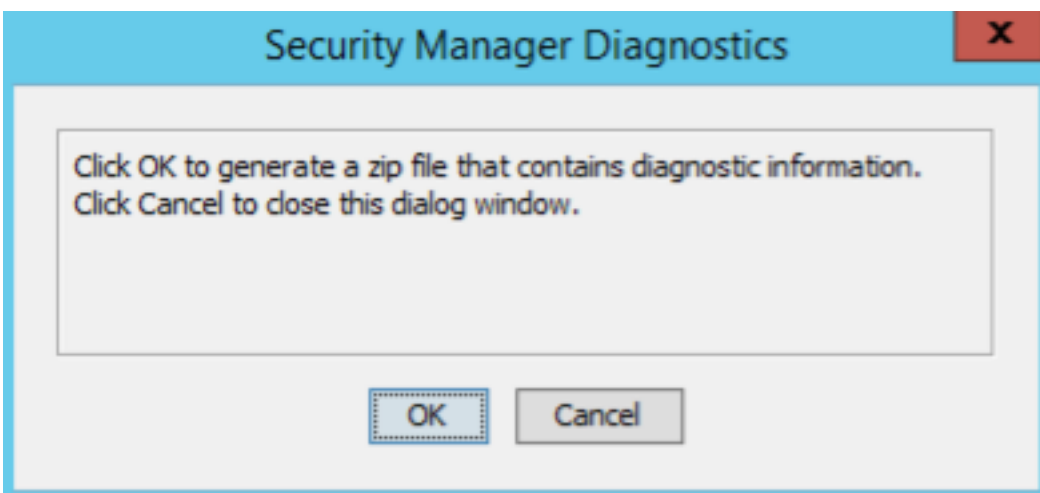 Security Manager Diagnostics
x
Click OK to generate a zip file that contains diagnostic information.
Click Cancel to close this dialog window.
OK
Cancel